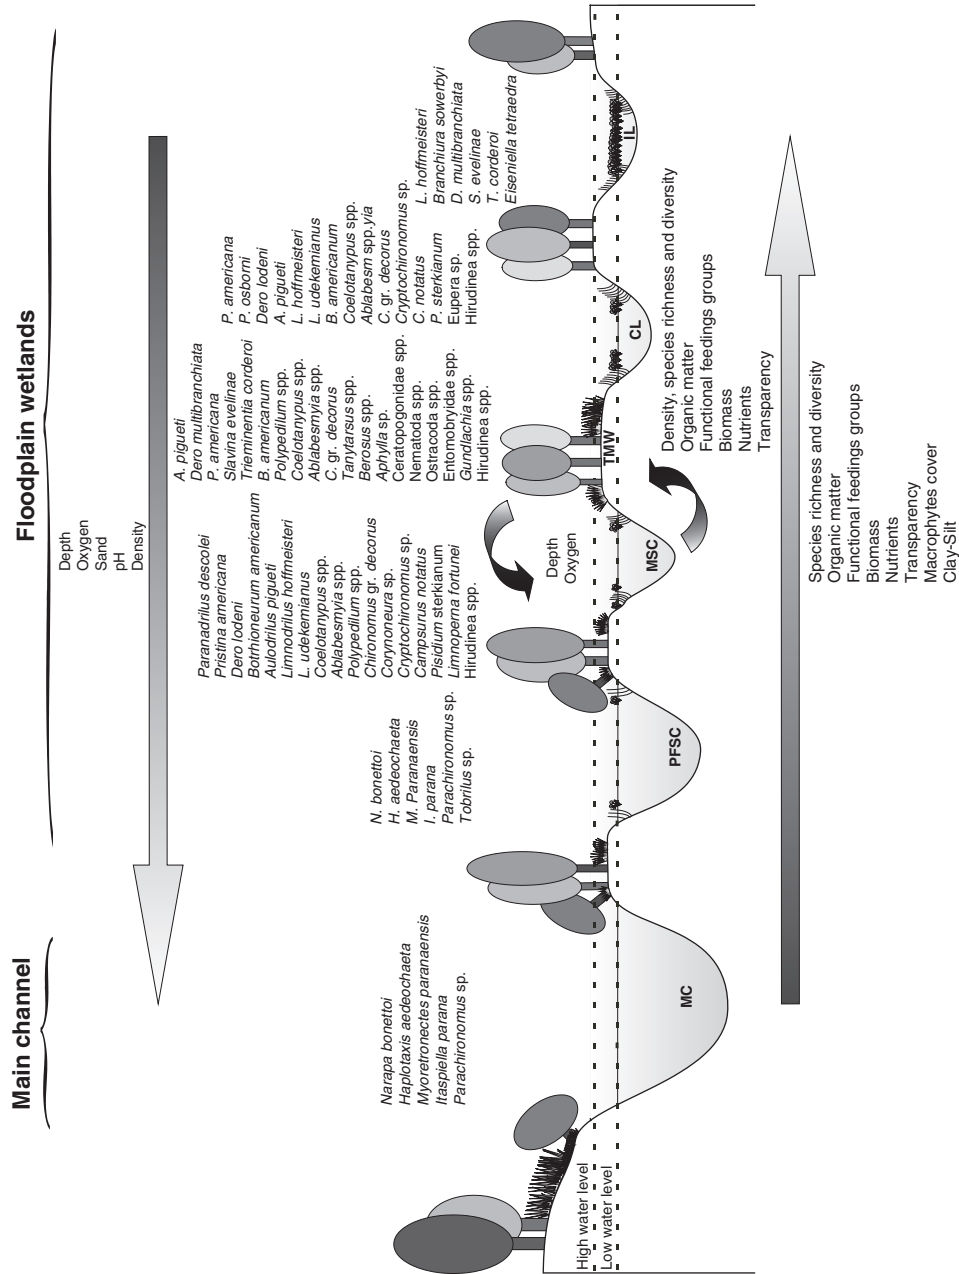 Main channel
Floodplain wetlands
Depth
Oxygen
Sand
pH
Density
Narapa bonettoi
Haplotaxis aedeochaeta
Myoretronectes paranaensis
Itaspiella parana
Parachironomus sp.
N. bonettoi
H. aedeochaeta
M. Paranaensis
I. parana
Parachironomus sp.
Tobrilus sp.
Paranadrilus descolei
Pristina americana
Dero lodeni
Botrhioneurum americanum
Aulodrilus pigueti
Limnodrilus hoffmeisteri
L. udekemianus
Coelotanypus spp.
Ablabesmyia spp.
Polypedilum spp.
Chironomus gr. decorus
Corynoneura sp.
Cryptochironomus sp.
Campsurus notatus
Pisidium sterkianum
Limnoperna fortunei
Hirudinea spp.
A. pigueti
Dero multibranchiata
P. americana
Slavina evelinae
Trieminentia corderoi
B. americanum
Polypedilum spp.
Coelotanypus spp.
Ablabesmyia spp.
C. gr. decorus
Tanytarsus spp.
Berosus spp.
Aphylla sp.
Ceratopogonidae spp.
Nematoda spp.
Ostracoda spp.
Entomobryidae spp.
Gundlachia spp.
Hirudinea spp.
P. americana
P. osborni
Dero lodeni
A. pigueti
L. hoffmeisteri
L. udekemianus
B. americanum
Coelotanypus spp.
Ablabesm spp.yia
C. gr. decorus
Cryptochironomus sp.
C. notatus
P. sterkianum
Eupera sp.
Hirudinea spp.
L. hoffmeisteri
Branchiura sowerbyi
D. multibranchiata
S. evelinae
T. corderoi
Eiseniella tetraedra
Depth
Oxygen
High water level
Low water level
MC
PFSC
MSC
TMW
CL
IL
Density, species richness and diversity
Organic matter
Functional feedings groups
Biomass
Nutrients
Transparency
Species richness and diversity
Organic matter
Functional feedings groups
Biomass
Nutrients
Transparency
Macrophytes cover
Clay-Silt